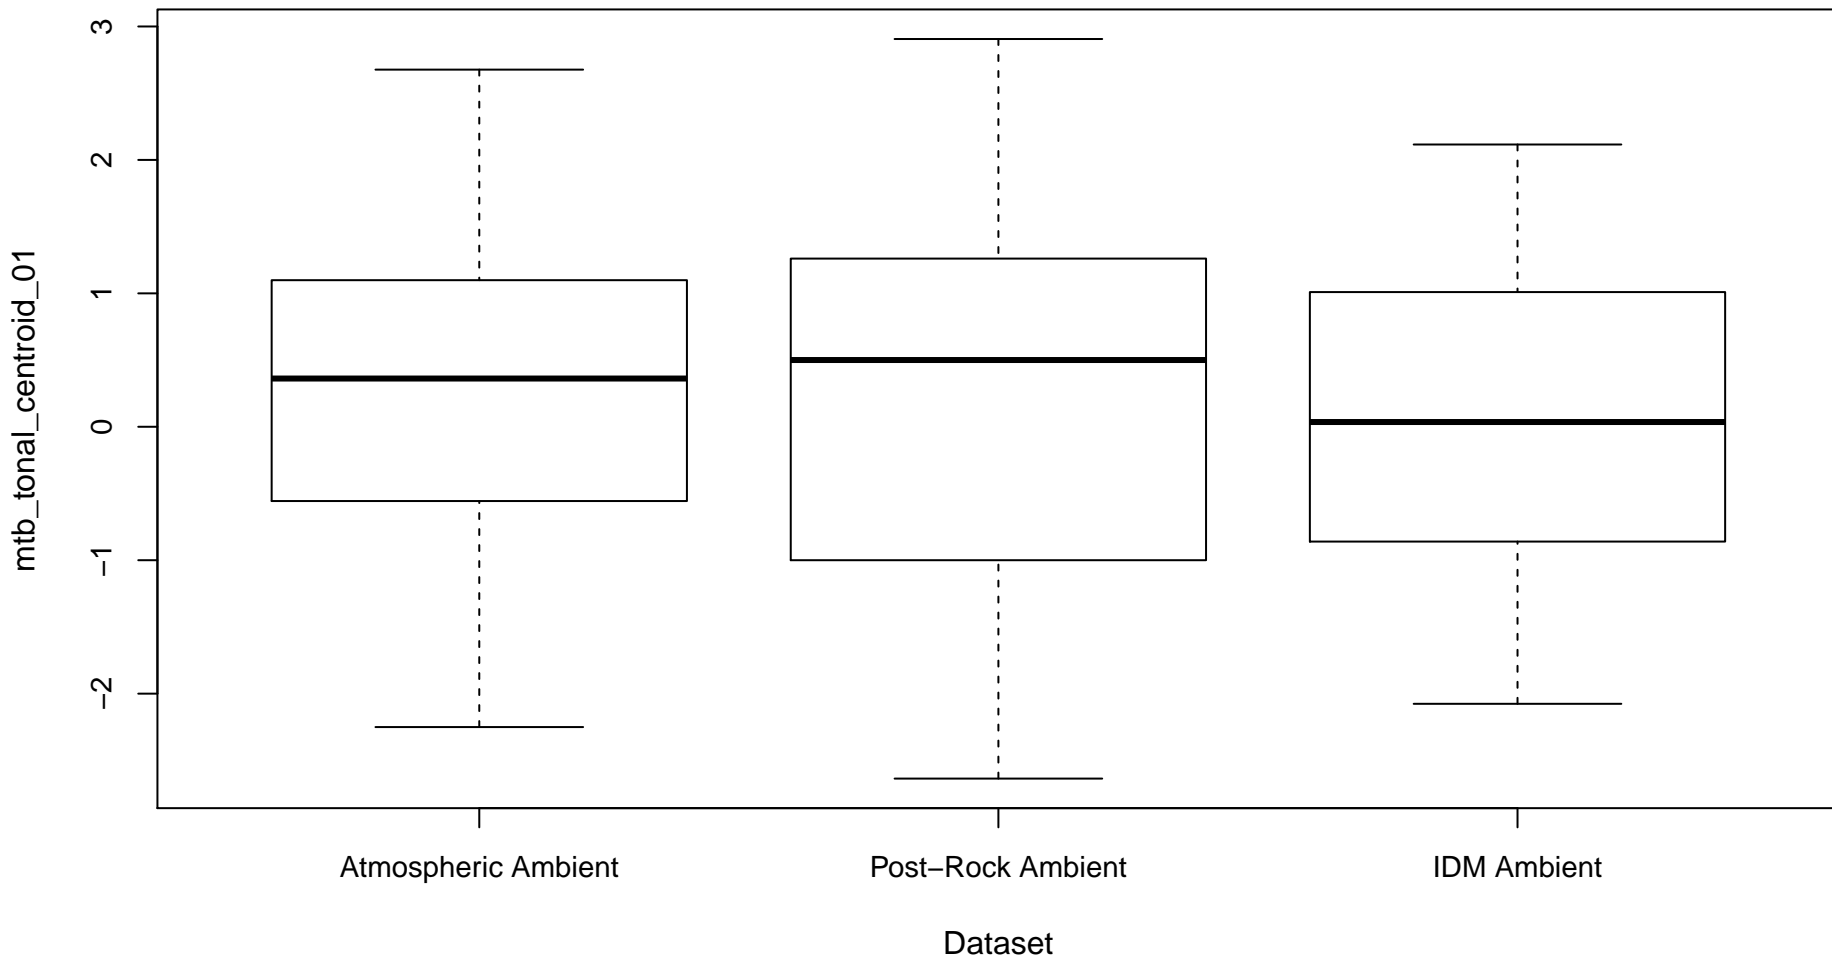 mtb_tonal_centroid_01
3
2
1
0
−1
−2
Atmospheric Ambient
Post−Rock Ambient
IDM Ambient
Dataset